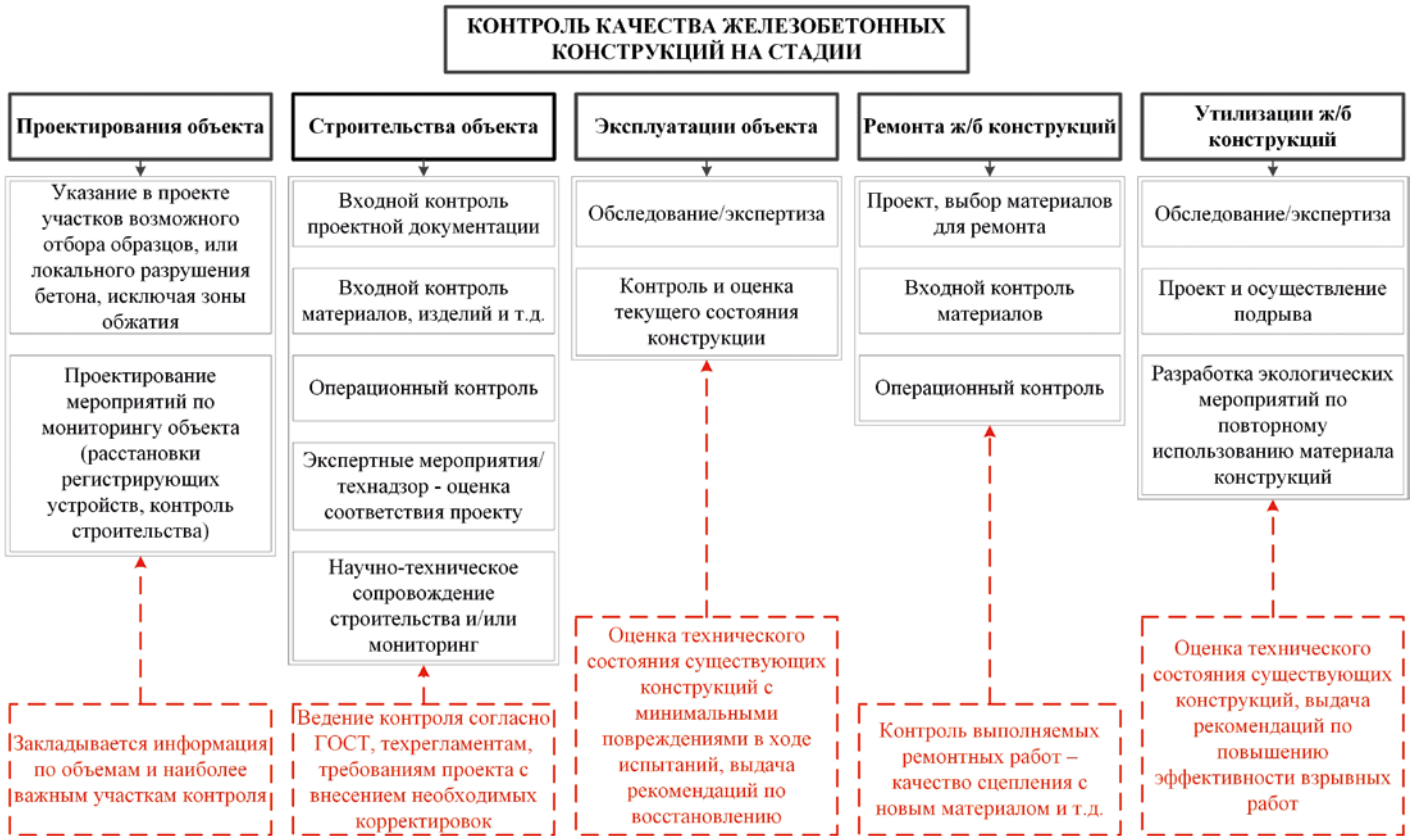 КОНТРОЛЬ КАЧЕСТВА ЖЕЛЕЗОБЕТОННЫХ
КОНСТРУКЦИЙ НА СТАДИИ
Проектирования объекта
Указание в проекте
участков возможного
отбора образцов, или
локального разрушения
бетона, исключая зоны
обжатия
Проектирование
мероприятий по
мониторингу объекта
(расстановки
регистрирующих
устройств, контроль
строительства)
Закладывается информация
по объемам и наиболее
важным участкам контроля
Строительства объекта
Входной контроль
проектной документации
Входной контроль
материалов, изделий и т.д.
Операционный контроль
Экспертные мероприятия/
технадзор - оценка
соответствия проекту
Научно-техническое
сопровождение
строительства и/или
мониторинг
Ведение контроля согласно
ГОСТ, техрегламентам,
требованиям проекта с
внесением необходимых
корректировок
Эксплуатации объекта
Обследование/экспертиза
Контроль и оценка
текущего состояния
конструкции
Оценка технического
состояния существующих
конструкций с
минимальными
повреждениями в ходе
испытаний, выдача
рекомендаций по
восстановлению
Ремонта ж/б конструкций
Проект, выбор материалов
для ремонта
Входной контроль
материалов
Операционный контроль
Контроль выполняемых
ремонтных работ –
качество сцепления с
новым материалом и т.д.
Утилизации ж/б
конструкций
Обследование/экспертиза
Проект и осуществление
подрыва
Разработка экологических
мероприятий по
повторному
использованию материала
конструкций
Оценка технического
состояния существующих
конструкций, выдача
рекомендаций по
повышению
эффективности взрывных
работ